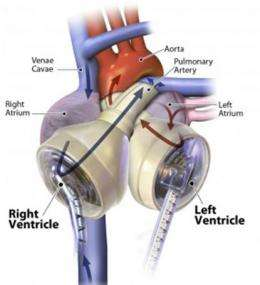 Aorta
Venae
Cavae
Pulmonary
Artery
Right
Atrium
Left
Atrium
Right
Ventricle
Left
Ventricle